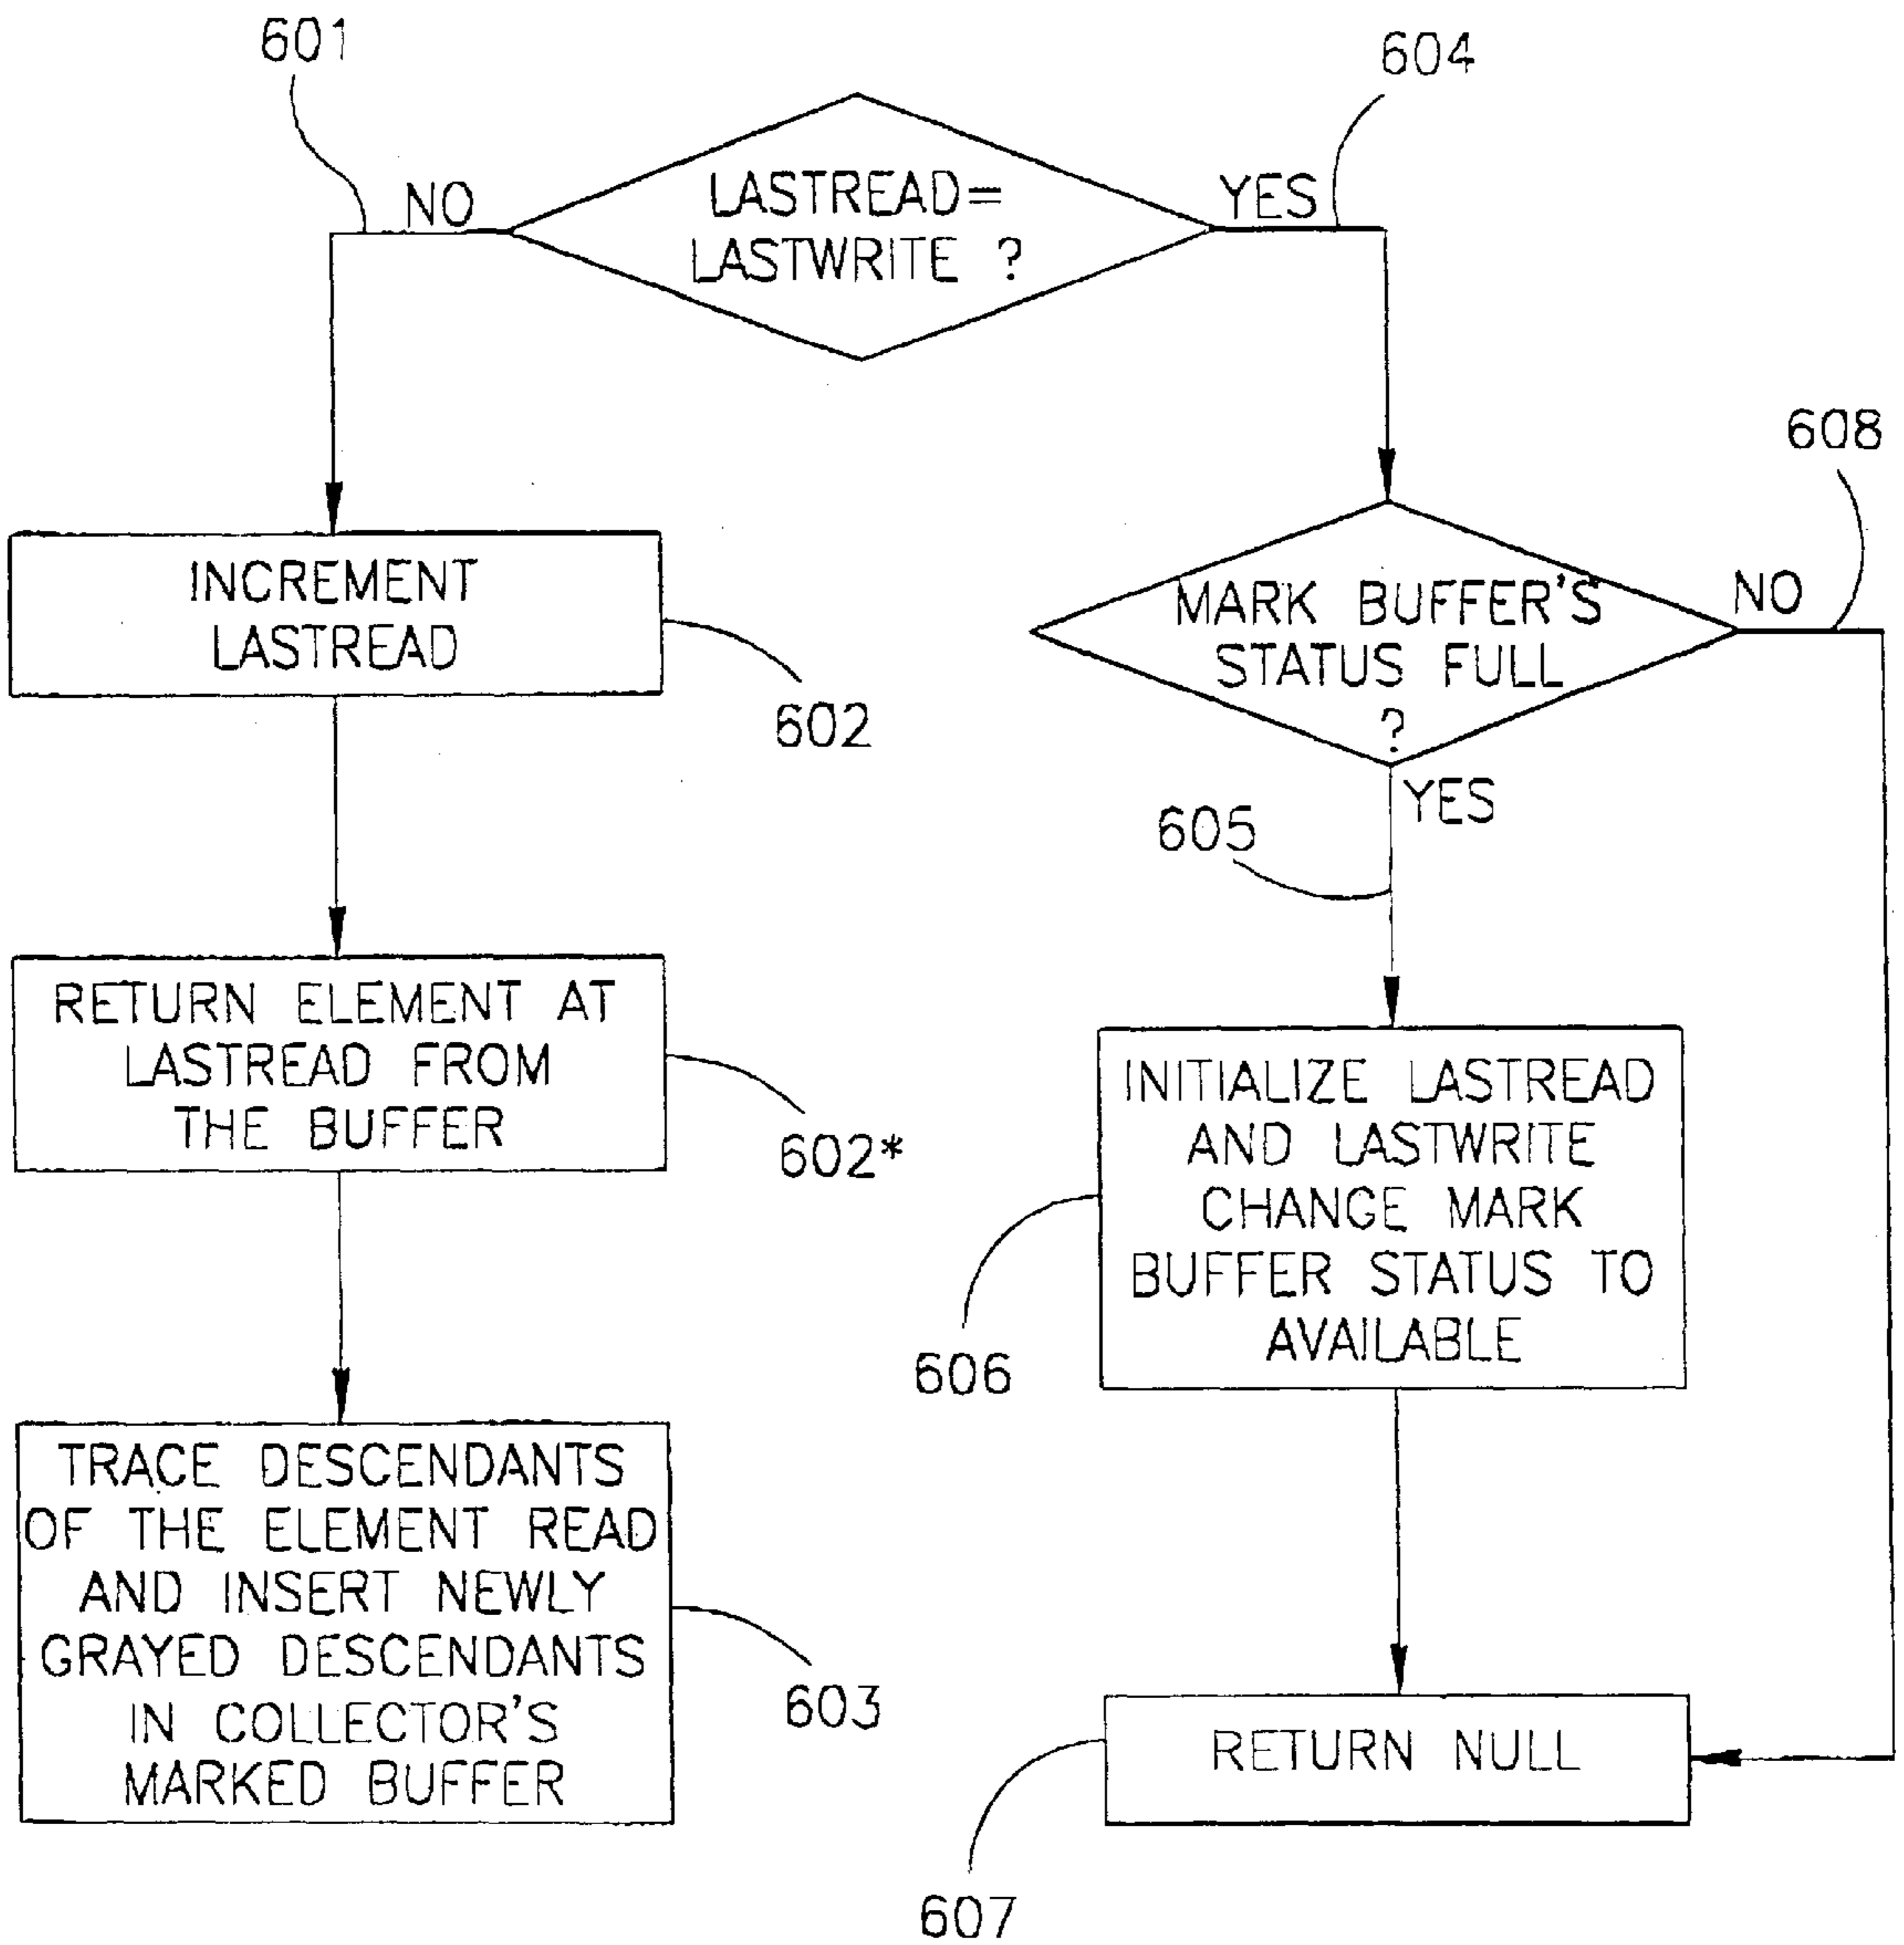 601
604
NO
LASTREAD=
LASTWRITE ?
YES
608
INCREMENT
LASTREAD
602
MARK BUFFER'S
STATUS FULL
?
NO
YES
605
RETURN ELEMENT AT
LASTREAD FROM
THE BUFFER
602*
INITIALIZE LASTREAD
AND LASTWRITE
CHANGE MARK
BUFFER STATUS TO
AVAILABLE
606
TRACE DESCENDANTS
OF THE ELEMENT READ
AND INSERT NEWLY
GRAYED DESCENDANTS
IN COLLECTOR'S
MARKED BUFFER
603
RETURN NULL
607